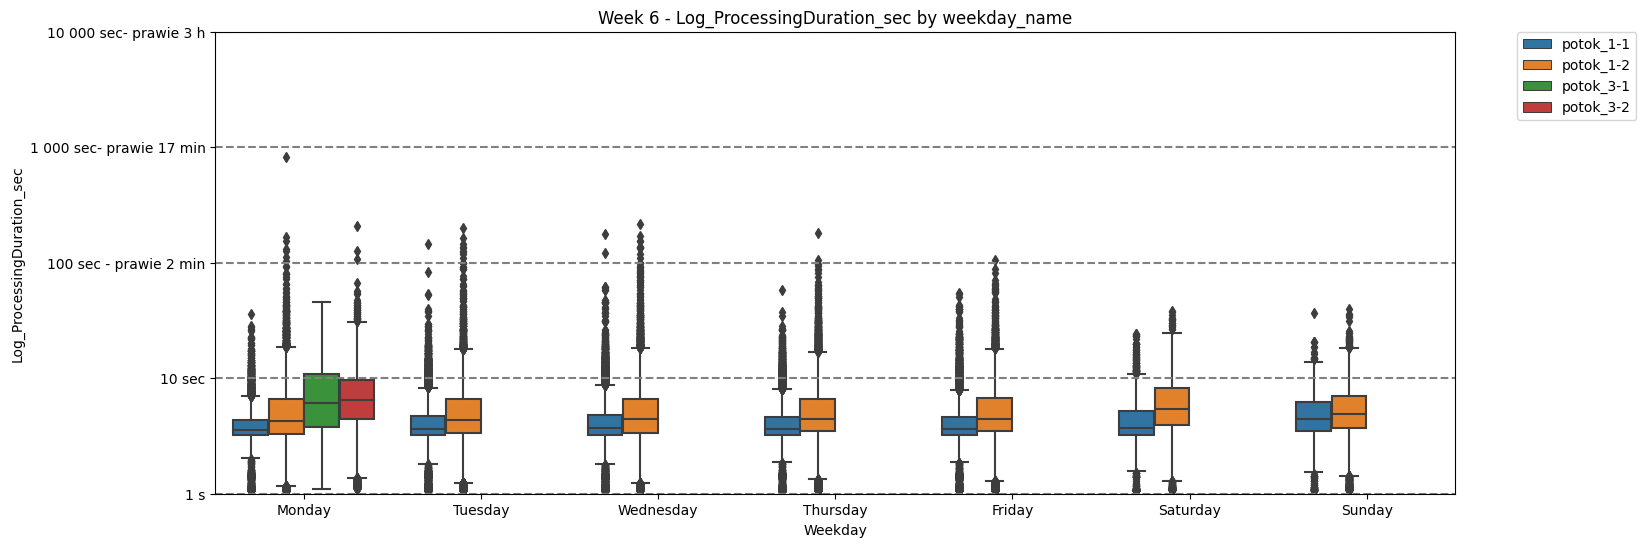 Week 6 - Log_ProcessingDuration_sec by weekday_name
10 000 sec- prawie 3 h
1 000 sec- prawie 17 min
100 sec - prawie 2 min
10 sec
1 s
Log_ProcessingDuration_sec
Monday
Tuesday
Wednesday
Thursday
Friday
Saturday
Sunday
Weekday
potok_1-1
potok_1-2
potok_3-1
potok_3-2